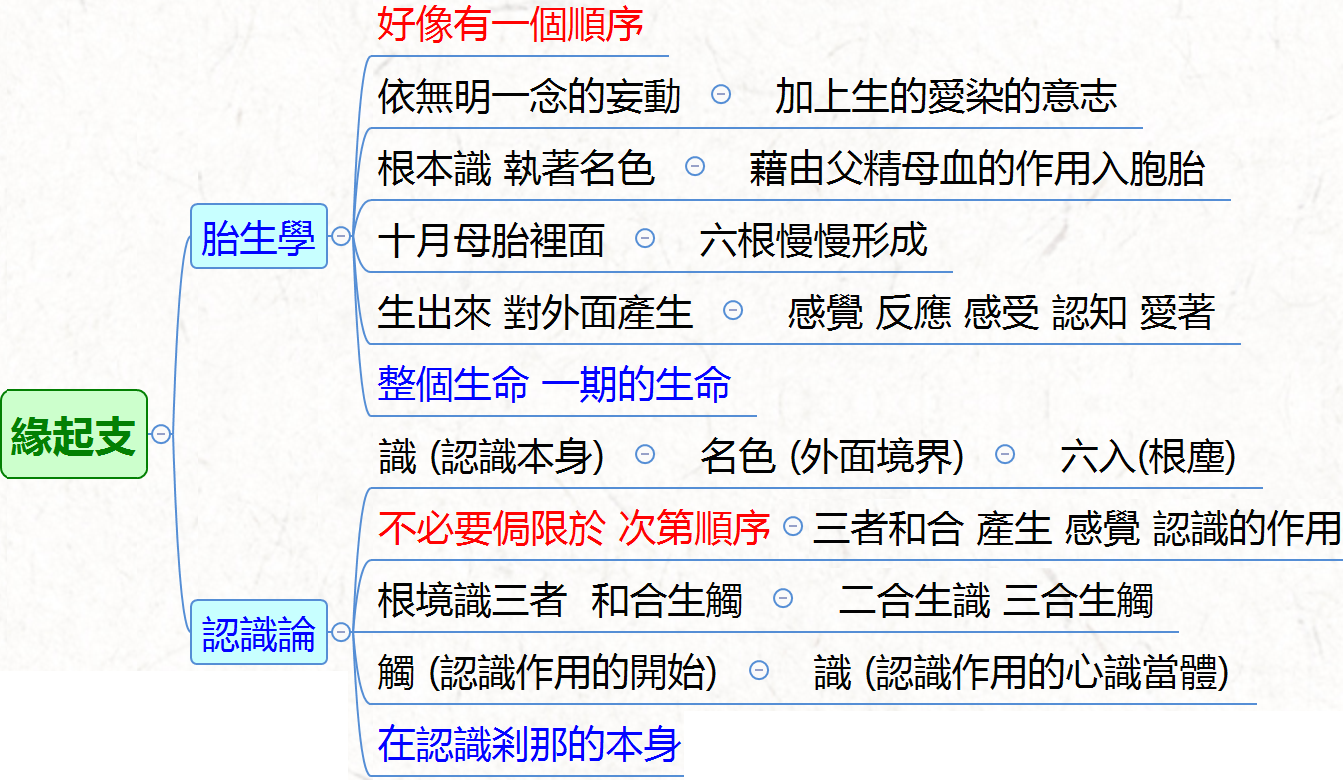 好像有一個順序
依無明一念的妄動 加上生的愛染的意志
根本識 執著名色 藉由父精母血的作用入胞胎
胎生學
十月母胎裡面 六根慢慢形成
生出來 對外面產生 感覺 反應 感受 認知 愛著
整個生命 一期的生命
緣起支
識 (認識本身) 名色 (外面境界) 六入(根塵)
不必要侷限於 次第順序 三者和合 產生 感覺 認識的作用
根境識三者 和合生觸 二合生識 三合生觸
認識論
觸 (認識作用的開始) 識 (認識作用的心識當體)
在認識剎那的本身